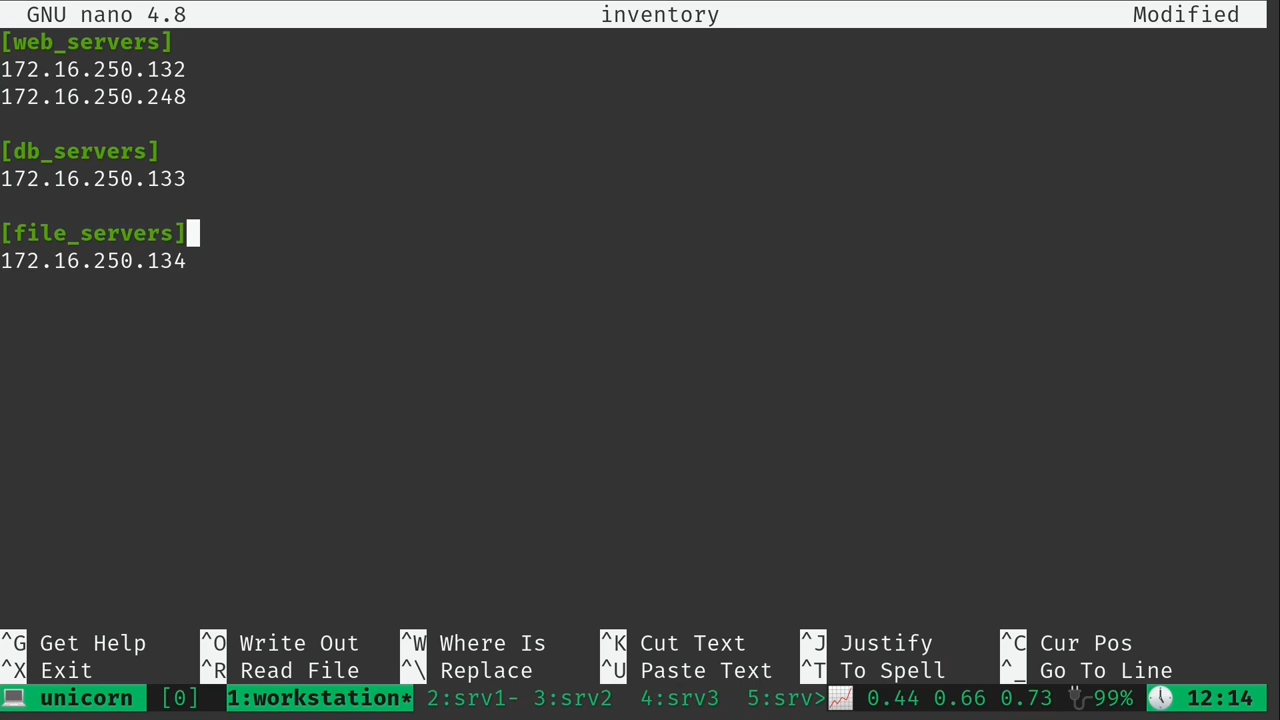 GNU nano 4.8 inventory Modified
[web_servers]
172.16.250.132
172.16.250.248
[db_servers]
172.16.250.133
[file_servers]
172.16.250.134
^G Get Help ^O Write Out ^W Where Is ^K Cut Text ^J Justify ^C Cur Pos
^X Exit ^R Read File ^\ Replace ^U Paste Text ^T To Spell ^_ Go To Line
unicorn [0] 1:workstation* 2:srv1- 3:srv2 4:srv3 5:srv> 0.44 0.66 0.73 99% 12:14